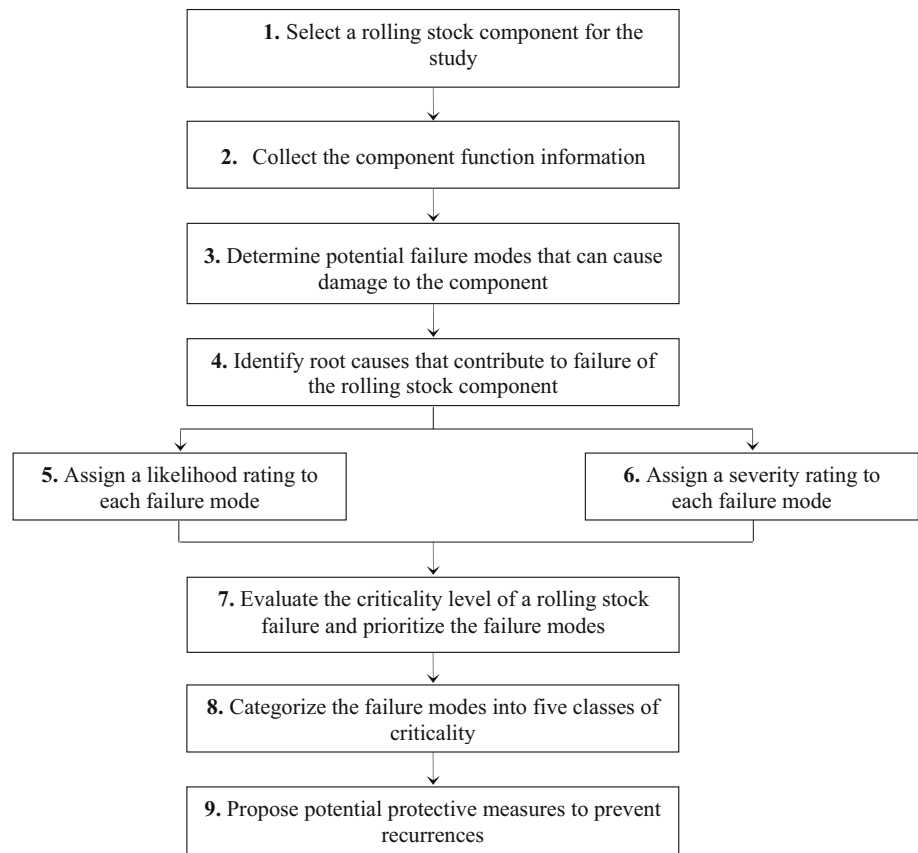 1. Select a rolling stock component for the
study
2. Collect the component function information
3. Determine potential failure modes that can cause
damage to the component
4. Identify root causes that contribute to failure of
the rolling stock component
5. Assign a likelihood rating to
each failure mode
6. Assign a severity rating to
each failure mode
7. Evaluate the criticality level of a rolling stock
failure and prioritize the failure modes
8. Categorize the failure modes into five classes of
criticality
9. Propose potential protective measures to prevent
recurrences